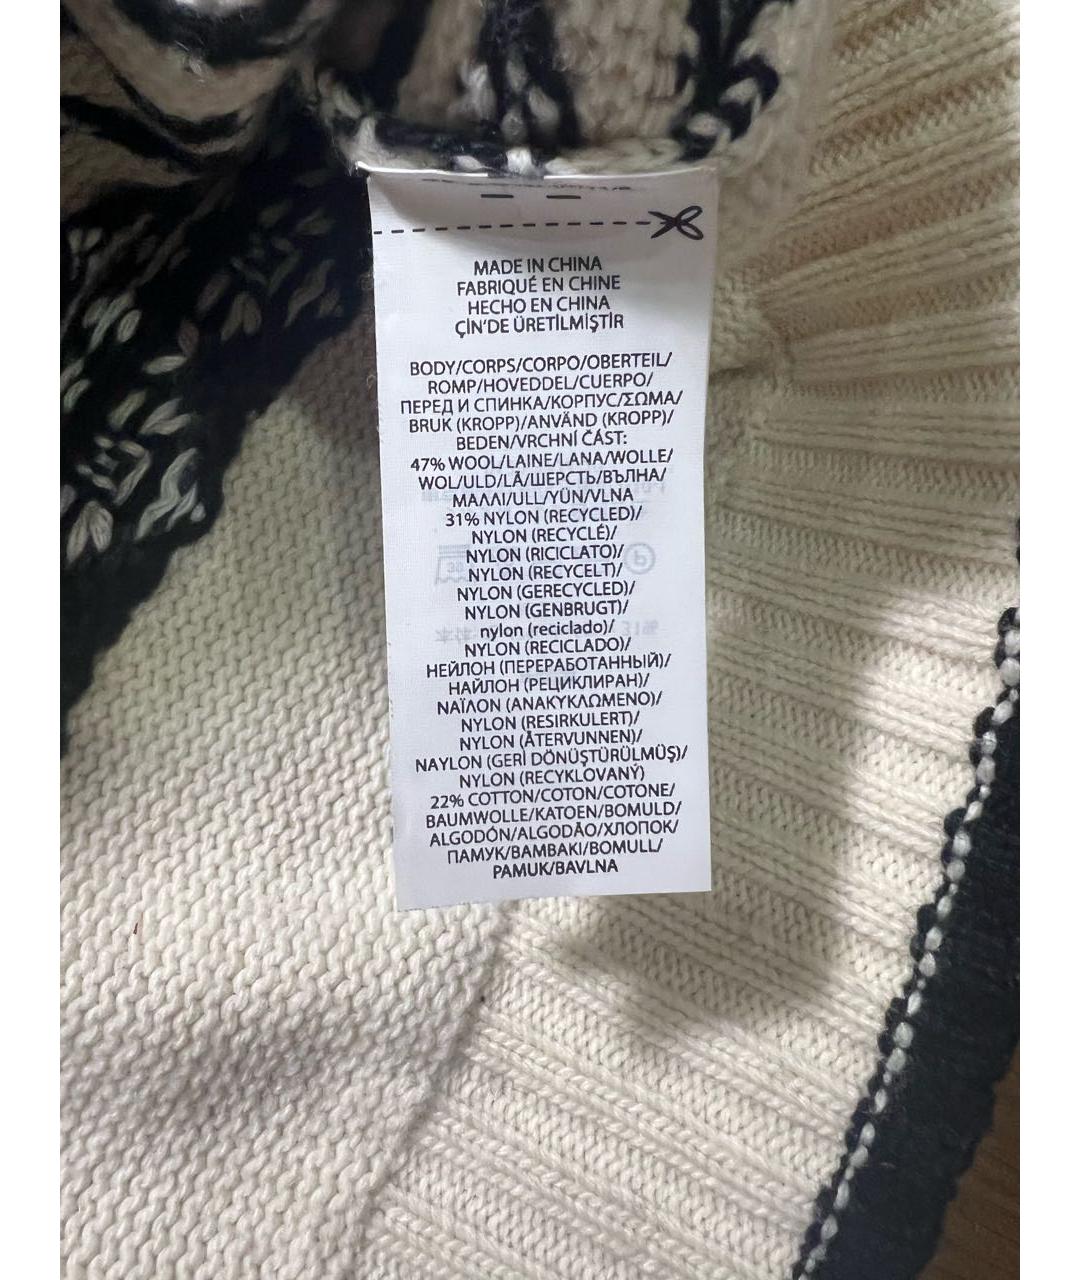 MADE IN CHINA
FABRIQUÉ EN CHINE
HECHO EN CHINA
ÇİN'DE ÜRETİLMİŞTİR
BODY/CORPS/CORPO/OBERTEIL/
ROMP/HOVEDDEL/CUERPO/
ПЕРЕД И СПИНКА/КОРПУС/ΣΩΜΑ/
BRUK (KROPP)/ANVÄND (KROPP)/
BEDEN/VRCHNÍ ČÁST:
47% WOOL/LAINE/LANA/WOLLE/
WOL/ULD/LÃ/ШЕРСТЬ/ВЪЛНА/
ΜΑΛΛΙ/ULL/YÜN/VLNA
31% NYLON (RECYCLED)/
NYLON (RECYCLÉ)/
NYLON (RICICLATO)/
NYLON (RECYCELT)/
NYLON (GERECYCLED)/
NYLON (GENBRUGT)/
nylon (reciclado)/
NYLON (RECICLADO)/
НЕЙЛОН (ПЕРЕРАБОТАННЫЙ)/
НАЙЛОН (РЕЦИКЛИРАН)/
ΝΑΪΛΟΝ (ΑΝΑΚΥΚΛΩΜΕΝΟ)/
NYLON (RESIRKULERT)/
NYLON (ÅTERVUNNEN)/
NAYLON (GERİ DÖNÜŞTÜRÜLMÜŞ)/
NYLON (RECYKLOVANÝ)
22% COTTON/COTON/COTONE/
BAUMWOLLE/KATOEN/BOMULD/
ALGODÓN/ALGODÃO/ХЛОПОК/
ПАМУК/ΒΑΜΒΑΚΙ/BOMULL/
PAMUK/BAVLNA